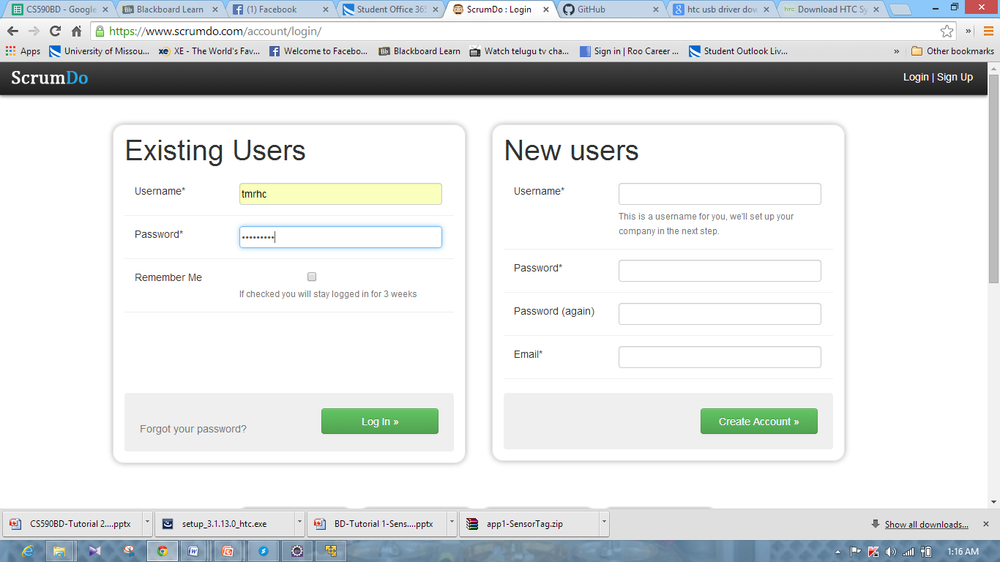 CS590BD - Google
Blackboard Learn
(1) Facebook
Student Office 365
ScrumDo : Login
GitHub
htc usb driver dow
Download HTC Sy
https://www.scrumdo.com/account/login/
Apps
University of Missou...
XE - The World's Fav...
Welcome to Facebo...
Blackboard Learn
Watch telugu tv cha...
Sign in | Roo Career ...
Student Outlook Liv...
»
Other bookmarks
ScrumDo
Login | Sign Up
Existing Users
Username*
tmrhc
Password*
•••••••••
Remember Me
If checked you will stay logged in for 3 weeks
Forgot your password?
Log In »
New users
Username*
This is a username for you, we'll set up your
company in the next step.
Password*
Password (again)
Email*
Create Account »
CS590BD-Tutorial 2....pptx
setup_3.1.13.0_htc.exe
BD-Tutorial 1-Sens....pptx
app1-SensorTag.zip
Show all downloads...
1:16 AM